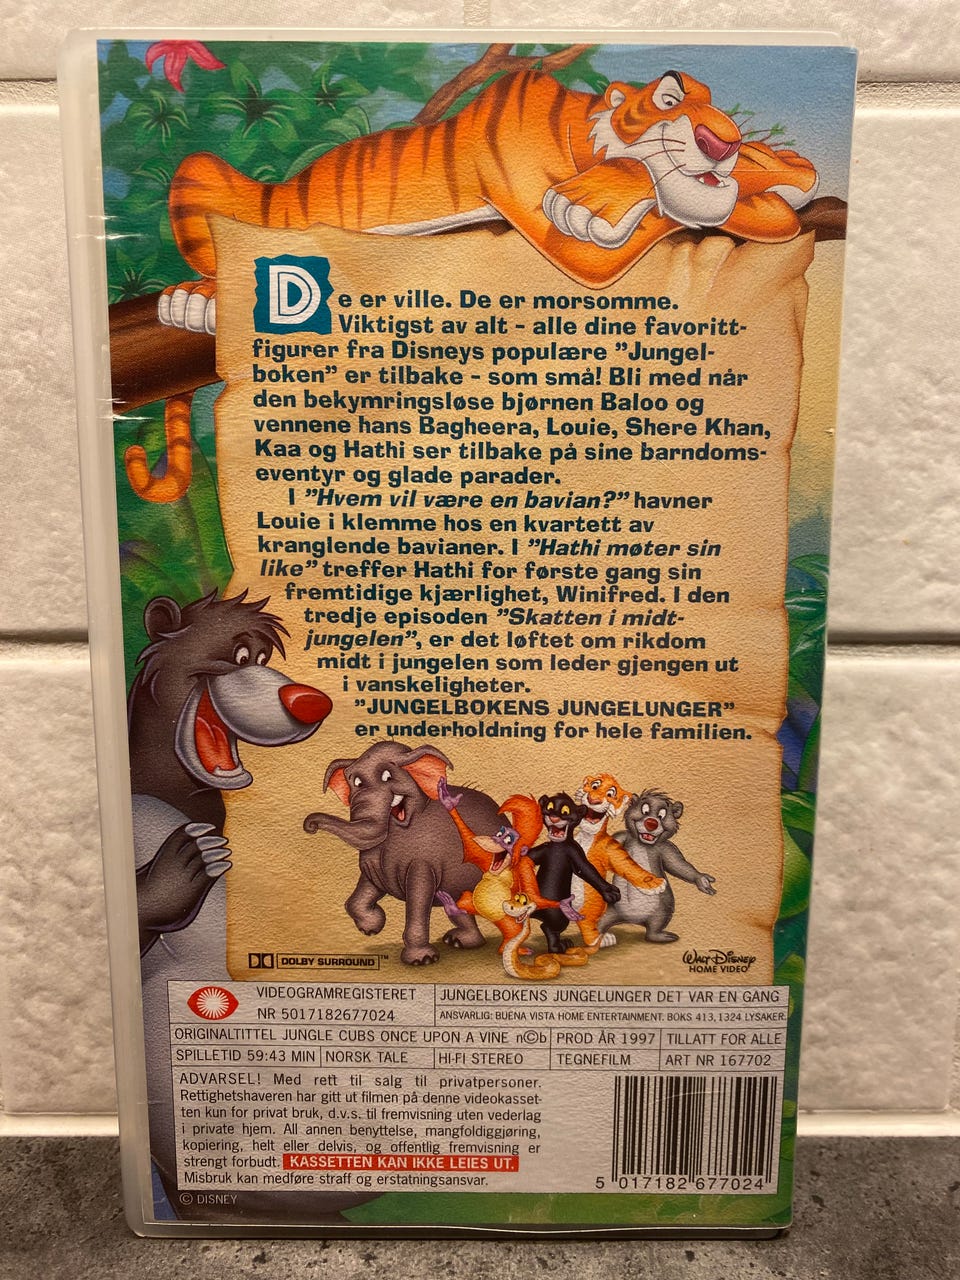 De er ville. De er morsomme.
Viktigst av alt - alle dine favoritt-
figurer fra Disneys populære ”Jungel-
boken” er tilbake - som små! Bli med når
den bekymringsløse bjørnen Baloo og
vennene hans Bagheera, Louie, Shere Khan,
Kaa og Hathi ser tilbake på sine barndoms-
eventyr og glade parader.
I ”Hvem vil være en bavian?” havner
Louie i klemme hos en kvartett av
kranglende bavianer. I ”Hathi møter sin
like” treffer Hathi for første gang sin
fremtidige kjærlighet, Winifred. I den
tredje episoden ”Skatten i midt-
jungelen”, er det løftet om rikdom
midt i jungelen som leder gjengen ut
i vanskeligheter.
”JUNGELBOKENS JUNGELUNGER”
er underholdning for hele familien.
DOLBY SURROUND™
Walt Disney
HOME VIDEO
VIDEOGRAMREGISTERET
NR 5017182677024
JUNGELBOKENS JUNGELUNGER DET VAR EN GANG
ANSVARLIG: BUENA VISTA HOME ENTERTAINMENT. BOKS 413, 1324 LYSAKER.
ORIGINALTITTEL JUNGLE CUBS ONCE UPON A VINE n©b PROD ÅR 1997 TILLATT FOR ALLE
SPILLETID 59:43 MIN NORSK TALE HI-FI STEREO TEGNEFILM ART NR 167702
ADVARSEL! Med rett til salg til privatpersoner.
Rettighetshaveren har gitt ut filmen på denne videokasset-
ten kun for privat bruk, d.v.s. til fremvisning uten vederlag
i private hjem. All annen benyttelse, mangfoldiggjøring,
kopiering, helt eller delvis, og offentlig fremvisning er
strengt forbudt. KASSETTEN KAN IKKE LEIES UT.
Misbruk kan medføre straff og erstatningsansvar.
5 017182 677024
© DISNEY